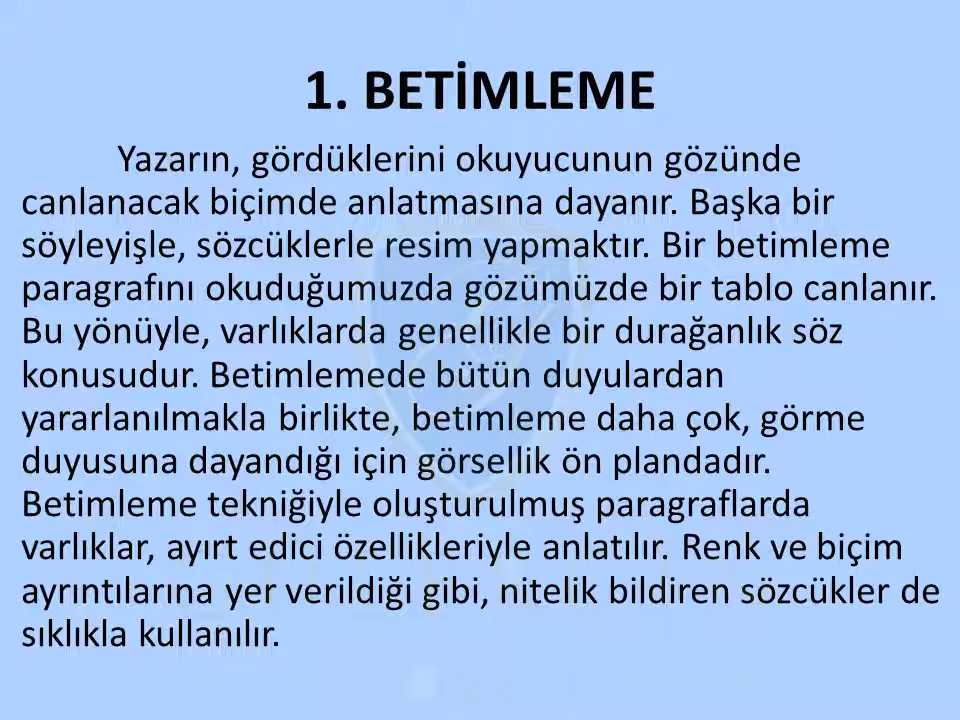 1. BETİMLEME
Yazarın, gördüklerini okuyucunun gözünde
canlanacak biçimde anlatmasına dayanır. Başka bir
söyleyişle, sözcüklerle resim yapmaktır. Bir betimleme
paragrafını okuduğumuzda gözümüzde bir tablo canlanır.
Bu yönüyle, varlıklarda genellikle bir durağanlık söz
konusudur. Betimlemede bütün duyulardan
yararlanılmakla birlikte, betimleme daha çok, görme
duyusuna dayandığı için görsellik ön plandadır.
Betimleme tekniğiyle oluşturulmuş paragraflarda
varlıklar, ayırt edici özellikleriyle anlatılır. Renk ve biçim
ayrıntılarına yer verildiği gibi, nitelik bildiren sözcükler de
sıklıkla kullanılır.